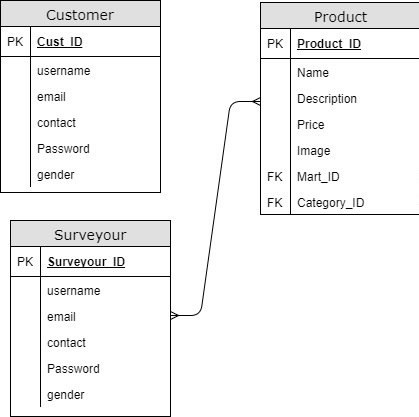 Customer
PK Cust_ID
username
email
contact
Password
gender
Product
PK Product_ID
Name
Description
Price
Image
FK Mart_ID
FK Category_ID
Surveyour
PK Surveyour_ID
username
email
contact
Password
gender